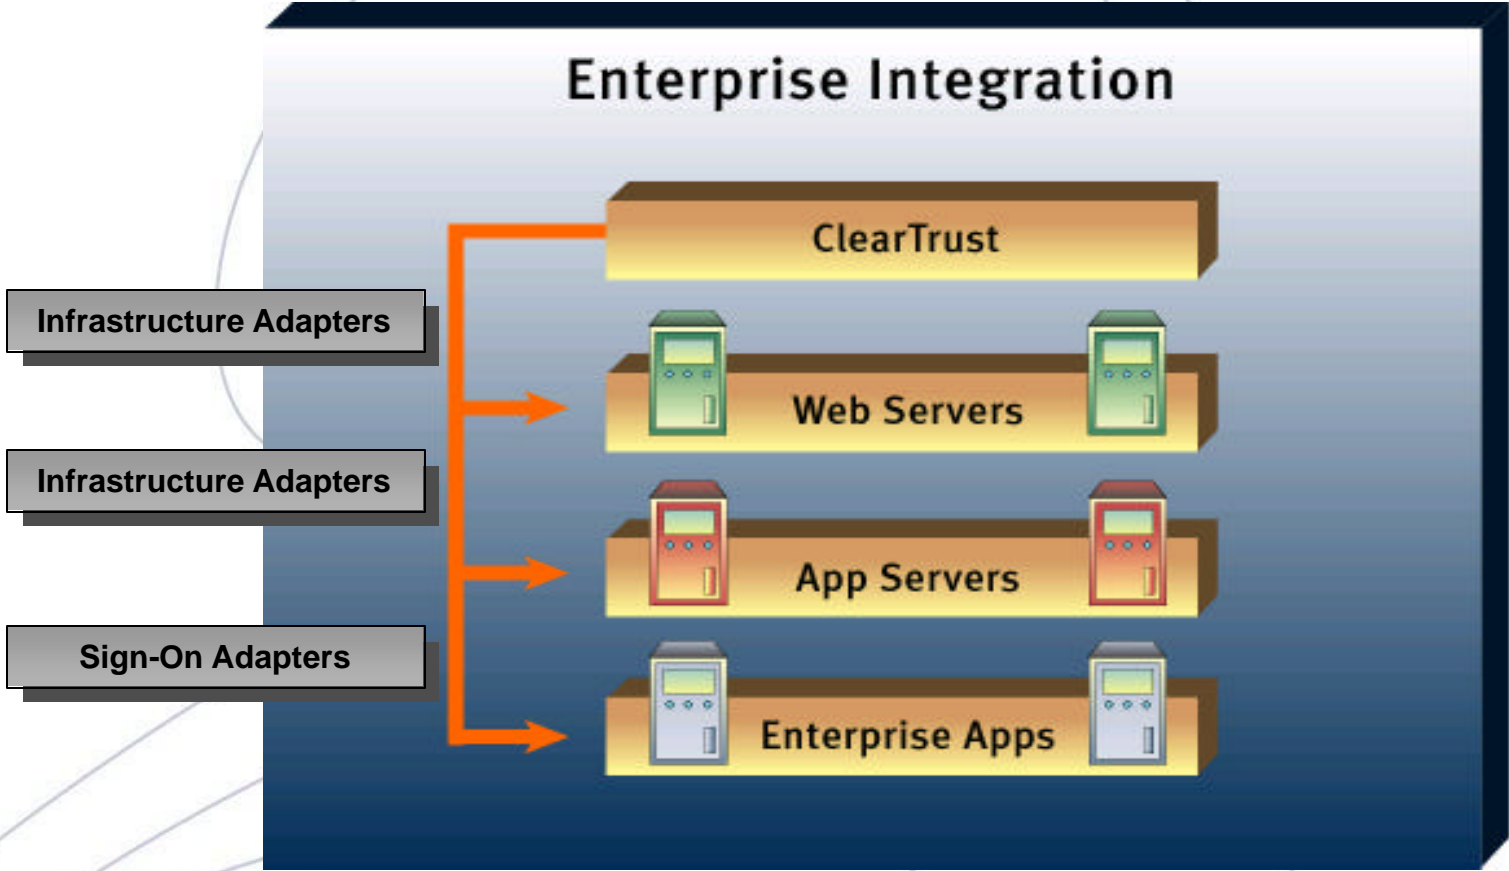 Enterprise Integration
ClearTrust
Infrastructure Adapters
Web Servers
Infrastructure Adapters
App Servers
Sign-On Adapters
Enterprise Apps